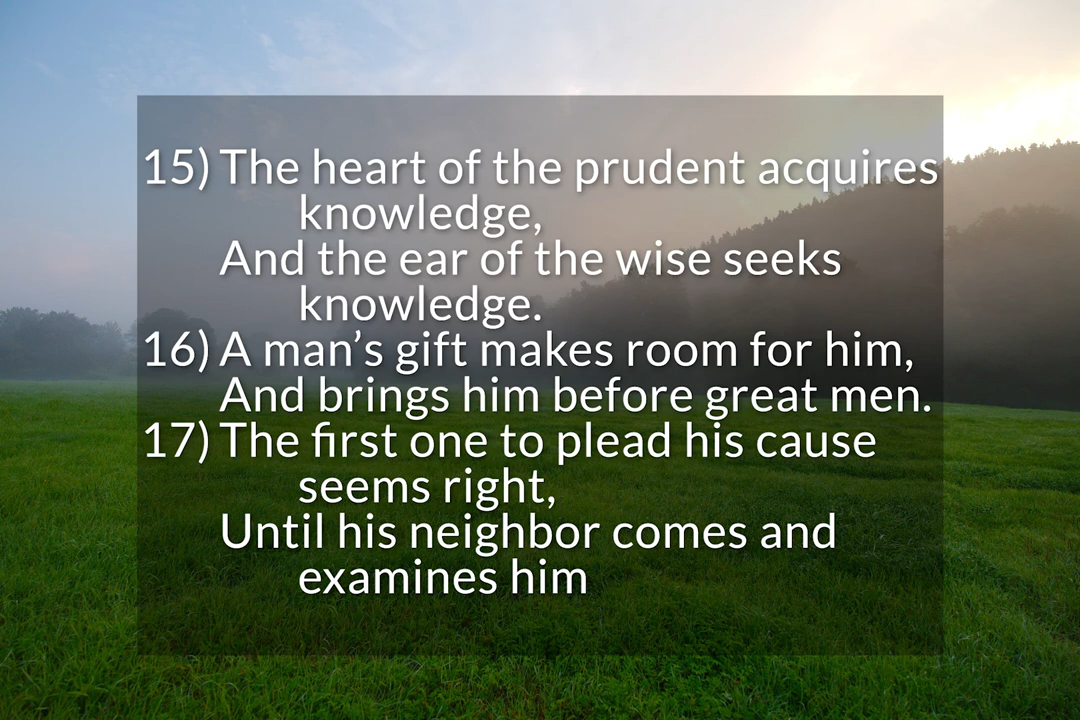 15) The heart of the prudent acquires
knowledge,
And the ear of the wise seeks
knowledge.
16) A man’s gift makes room for him,
And brings him before great men.
17) The first one to plead his cause
seems right,
Until his neighbor comes and
examines him